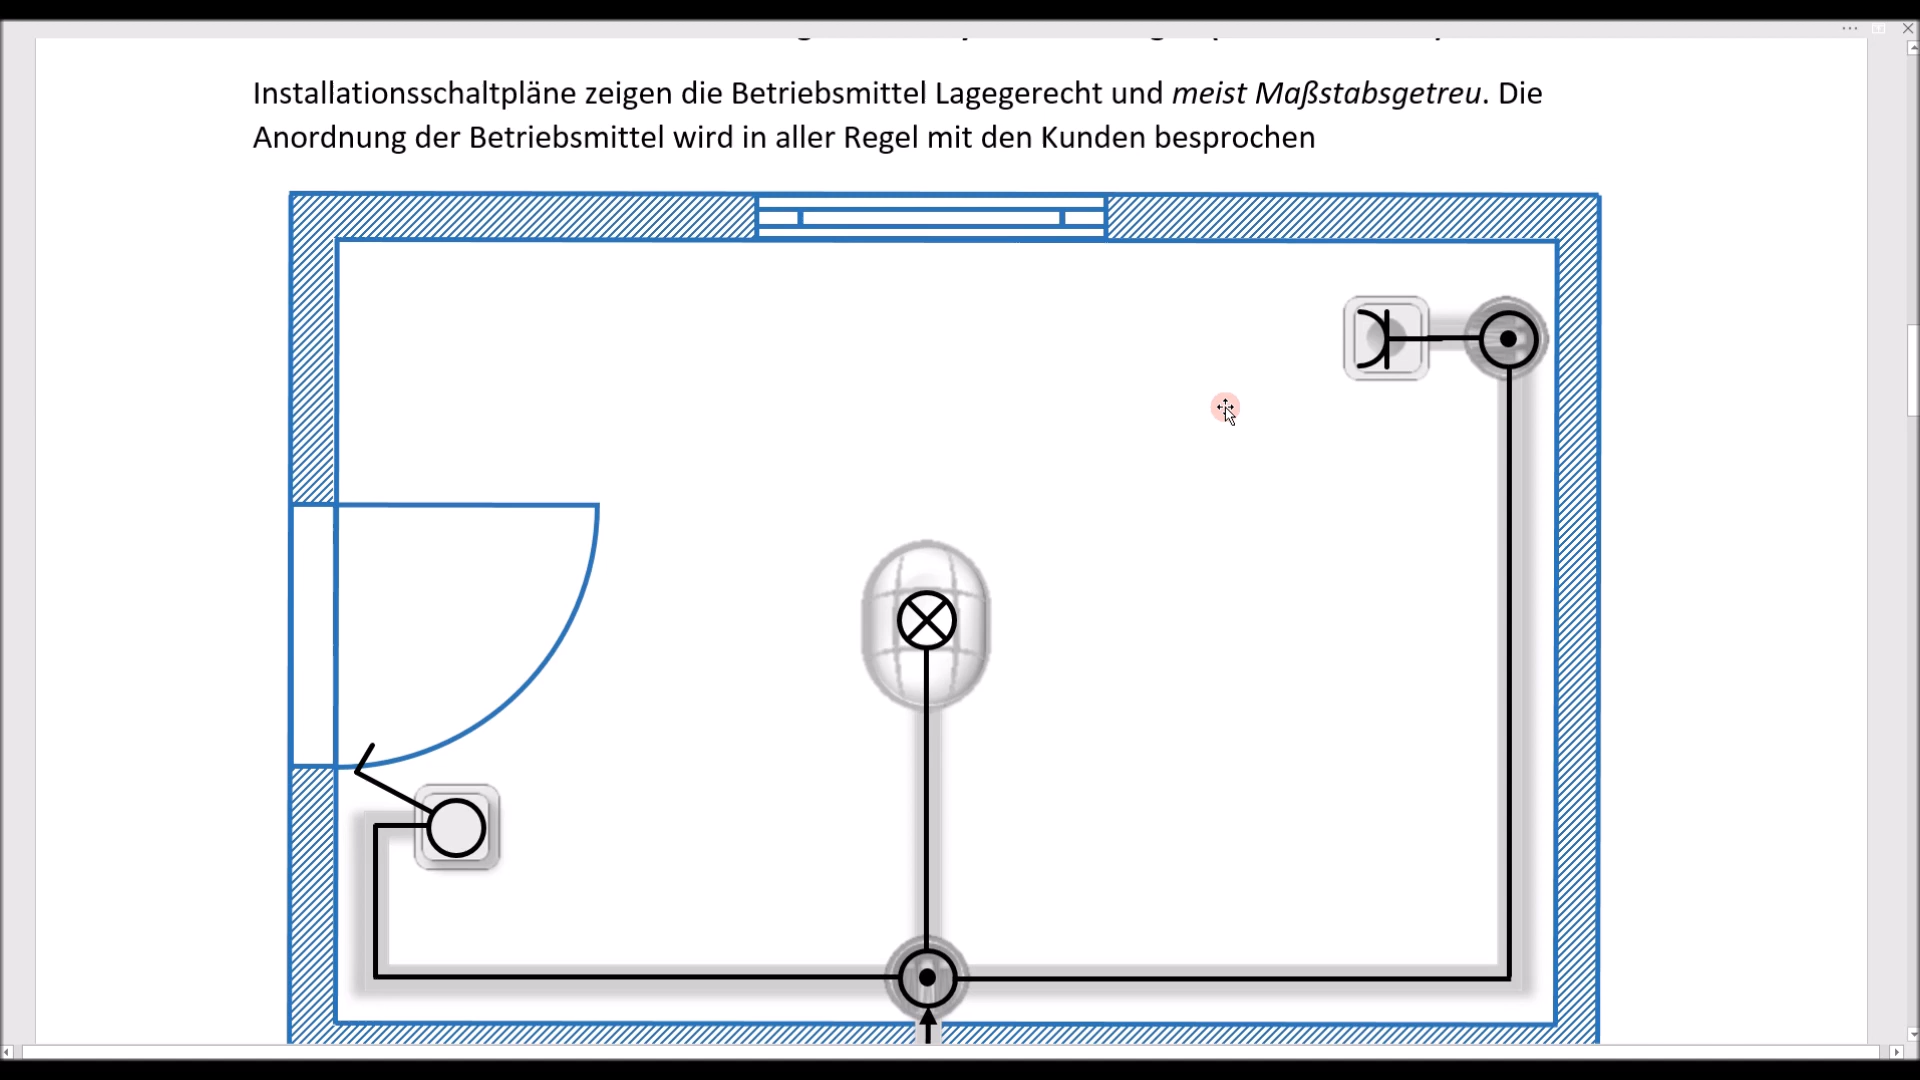 Installationsschaltpläne zeigen die Betriebsmittel Lagegerecht und meist Maßstabsgetreu. Die
Anordnung der Betriebsmittel wird in aller Regel mit den Kunden besprochen